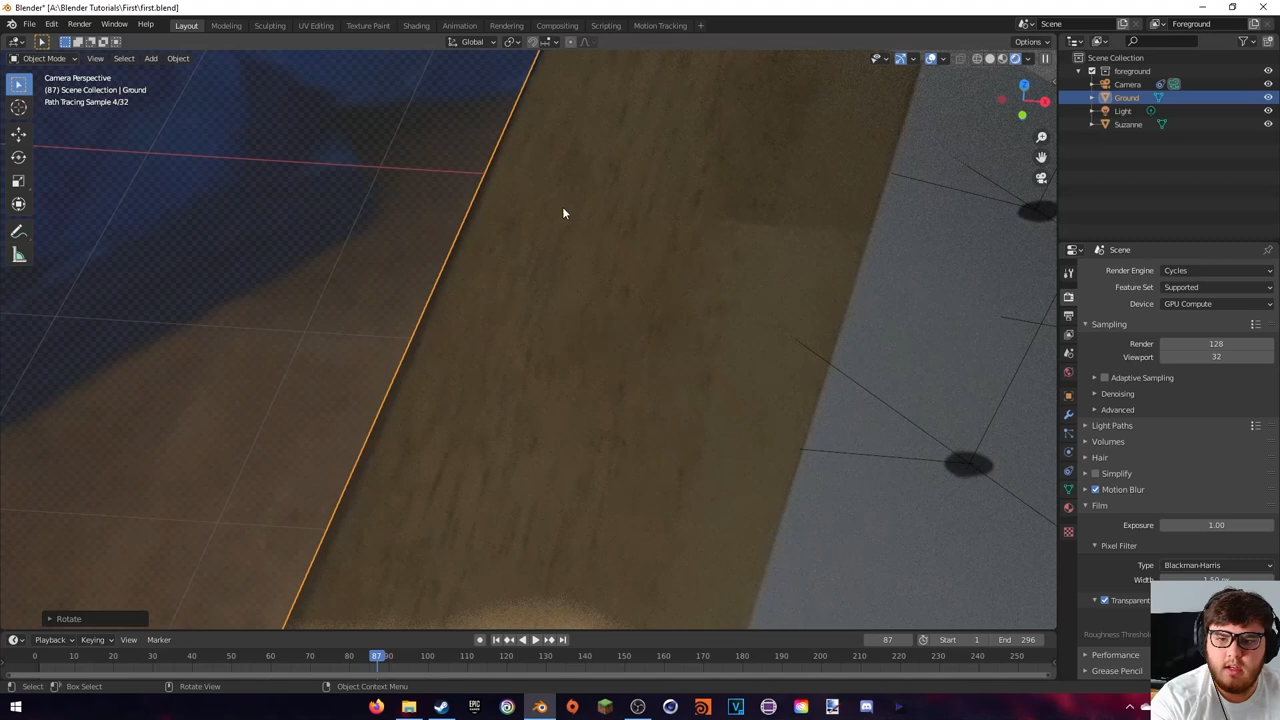 Blender* [A:\Blender Tutorials\First\first.blend]
File Edit Render Window Help Layout Modeling Sculpting UV Editing Texture Paint Shading Animation Rendering Compositing Scripting Motion Tracking + Scene Foreground
Global Options
Object Mode View Select Add Object
Camera Perspective
(87) Scene Collection | Ground
Path Tracing Sample 4/32
Z
X
Scene Collection
foreground
Camera
Ground
Light
Suzanne
Scene
Render Engine Cycles
Feature Set Supported
Device GPU Compute
Sampling
Render 128
Viewport 32
Adaptive Sampling
Denoising
Advanced
Light Paths
Volumes
Hair
Simplify
Motion Blur
Film
Exposure 1.00
Pixel Filter
Type Blackman-Harris
Width 1.50 px
Transparent
Roughness Threshold
Performance
Grease Pencil
Rotate
Playback Keying View Marker 87 Start 1 End 296
0 10 20 30 40 50 60 70 80 87 100 110 120 130 140 150 160 170 180 190 200 210 220 230 240 250
Select Box Select Rotate View Object Context Menu
EPIC